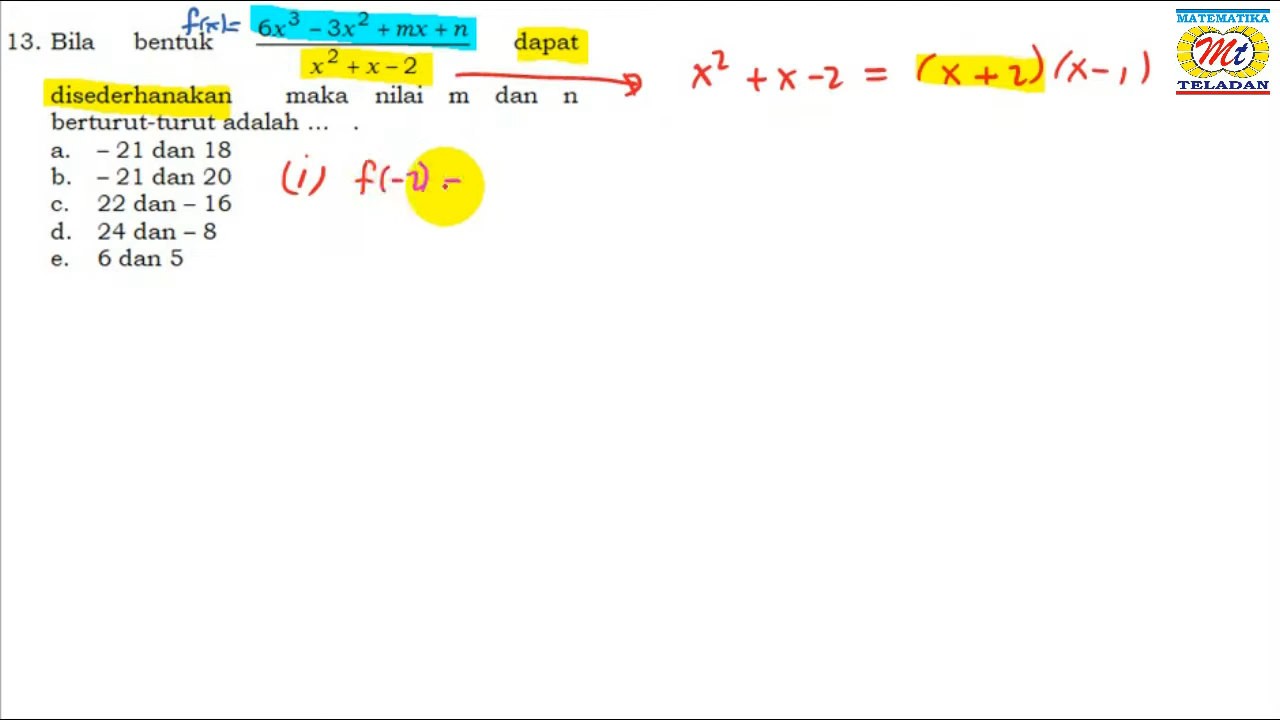 f(x)= 6x³ − 3x² + mx + n
13. Bila bentuk dapat
x² + x − 2
x² + x − 2 = (x + 2)(x − 1)
disederhanakan maka nilai m dan n
berturut-turut adalah ... .
a. − 21 dan 18
b. − 21 dan 20
c. 22 dan − 16
d. 24 dan − 8
e. 6 dan 5
(i) f(-2) =
MATEMATIKA
Mt
TELADAN